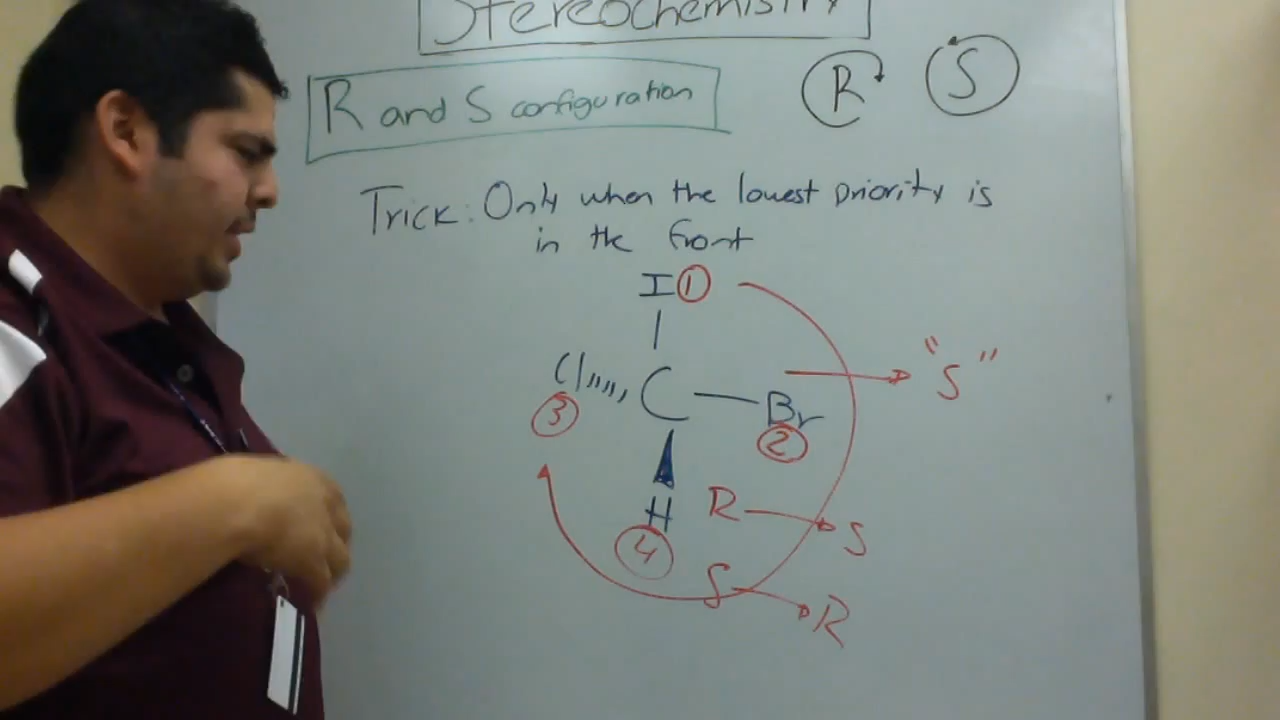 Stereochemistry
R and S configuration
R S
Trick: Only when the lowest priority is
in the front
I 1
Cl C Br
3 2
"S"
H
4
R S
S R